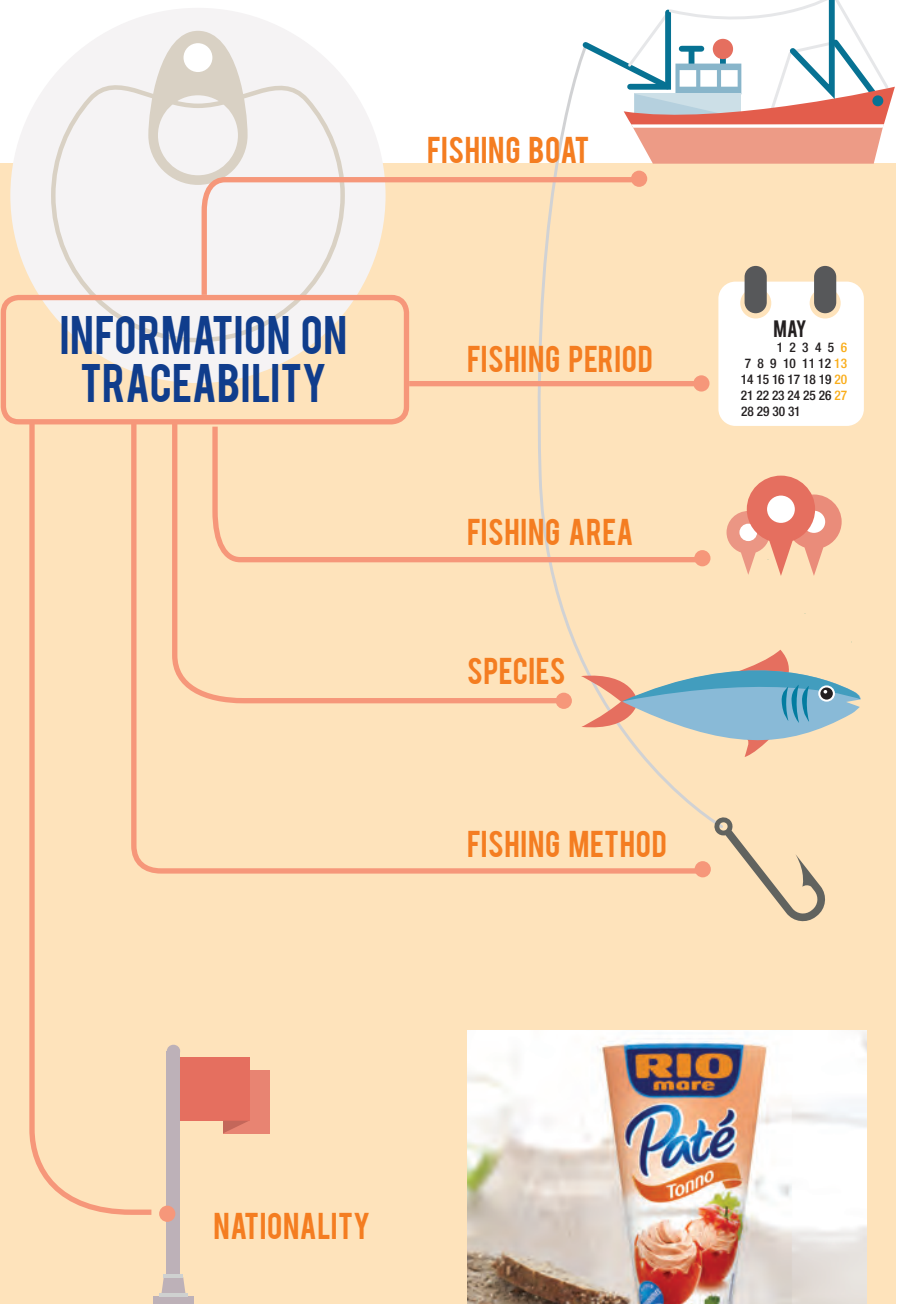 FISHING BOAT
INFORMATION ON
TRACEABILITY
FISHING PERIOD
MAY
1 2 3 4 5 6
7 8 9 10 11 12 13
14 15 16 17 18 19 20
21 22 23 24 25 26 27
28 29 30 31
FISHING AREA
SPECIES
FISHING METHOD
NATIONALITY
RIO
mare
Paté
Tonno